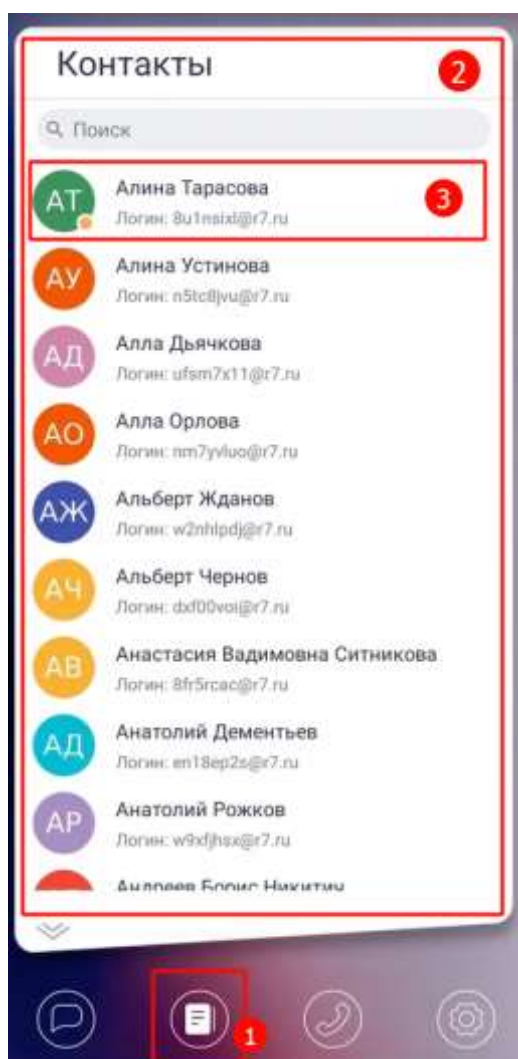 Контакты
2
Поиск
АТ
Алина Тарасова
3
Логин: 8u1nsixl@r7.ru
АУ
Алина Устинова
Логин: n5tc8jvu@r7.ru
АД
Алла Дьячкова
Логин: ufsm7x11@r7.ru
АО
Алла Орлова
Логин: nm7yvluo@r7.ru
АЖ
Альберт Жданов
Логин: w2nhlpdj@r7.ru
АЧ
Альберт Чернов
Логин: dxf00voi@r7.ru
АВ
Анастасия Вадимовна Ситникова
Логин: 8fr5rcac@r7.ru
АД
Анатолий Дементьев
Логин: en18ep2s@r7.ru
АР
Анатолий Рожков
Логин: w9xfjhsx@r7.ru
Андреев Борис Никитич
1